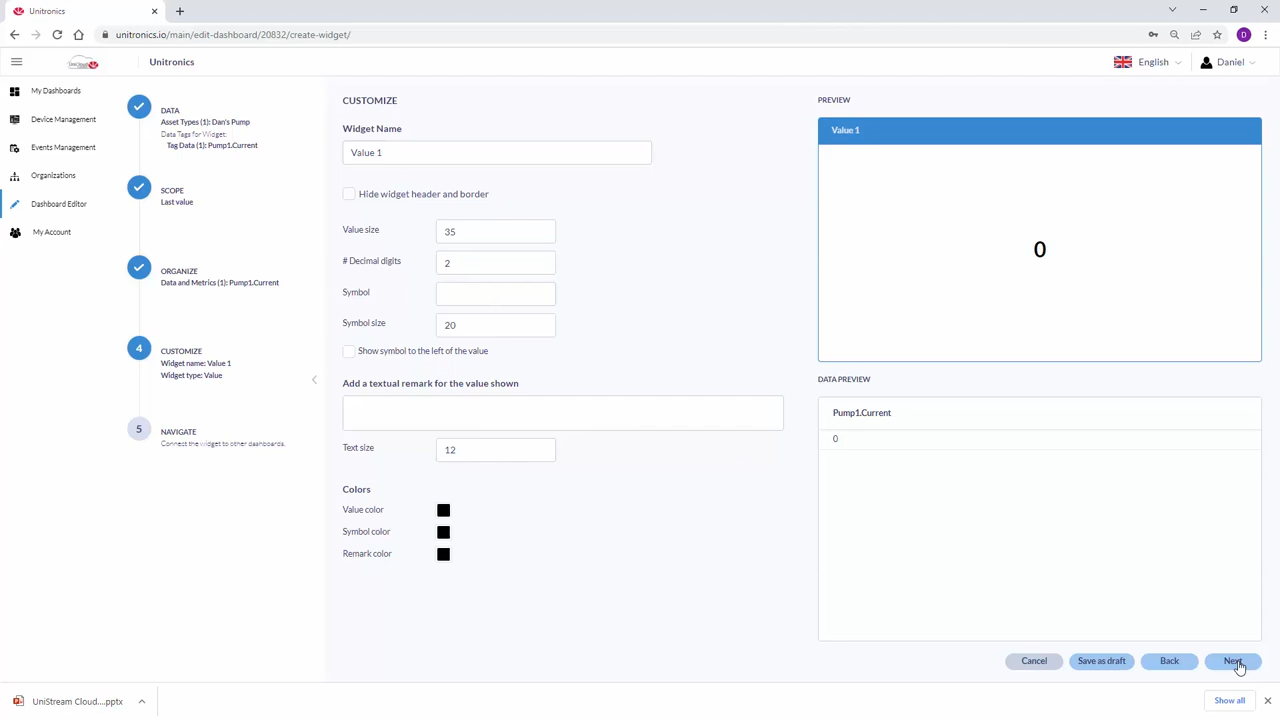 Unitronics
unitronics.io/main/edit-dashboard/20832/create-widget/
D
Unitronics
English
Daniel
My Dashboards
Device Management
Events Management
Organizations
Dashboard Editor
My Account
DATA
Asset Types (1): Dan's Pump
Data Tags for Widget:
Tag Data (1): Pump1.Current
SCOPE
Last value
ORGANIZE
Data and Metrics (1): Pump1.Current
4
CUSTOMIZE
Widget name: Value 1
Widget type: Value
5
NAVIGATE
Connect the widget to other dashboards.
CUSTOMIZE
Widget Name
Value 1
Hide widget header and border
Value size
35
# Decimal digits
2
Symbol
Symbol size
20
Show symbol to the left of the value
Add a textual remark for the value shown
Text size
12
Colors
Value color
Symbol color
Remark color
PREVIEW
Value 1
0
DATA PREVIEW
Pump1.Current
0
Cancel
Save as draft
Back
Next
UniStream Cloud....pptx
Show all